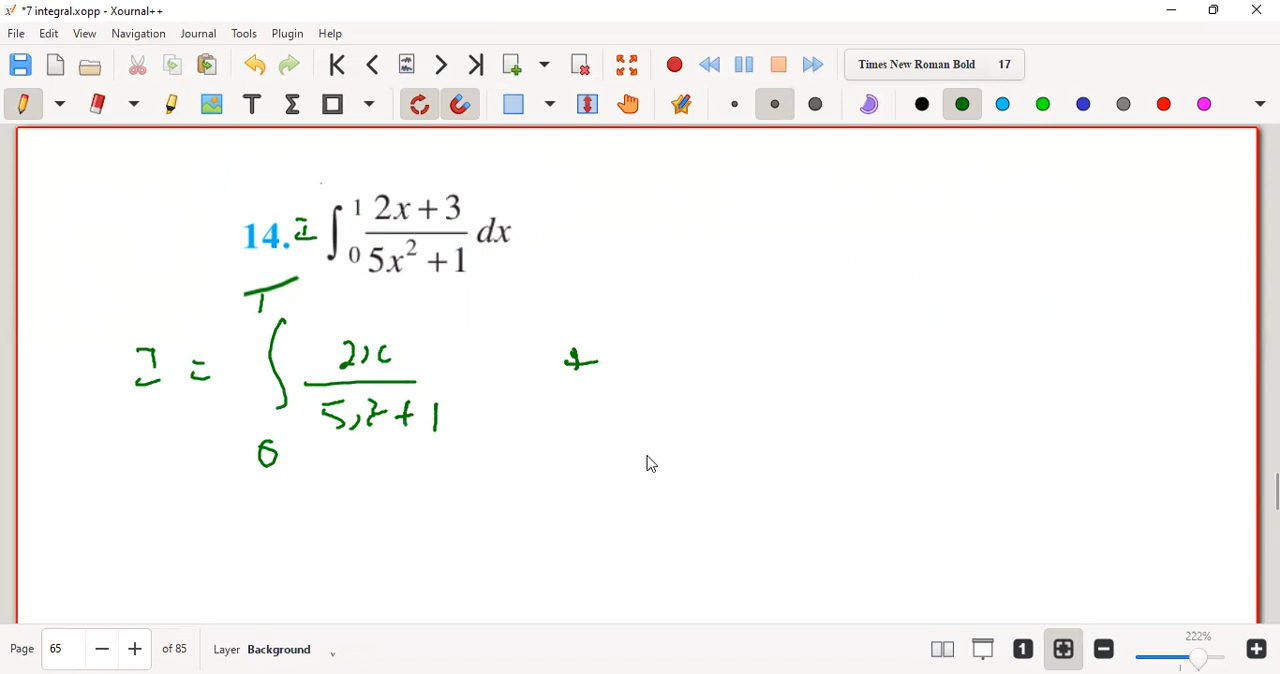 *7 integral.xopp - Xournal++
File Edit View Navigation Journal Tools Plugin Help
Times New Roman Bold 17
14. I ∫₀¹ (2x + 3)/(5x² + 1) dx
I = ∫₀¹ 2x/(5x² + 1) +
Page 65 of 85 Layer Background 222%